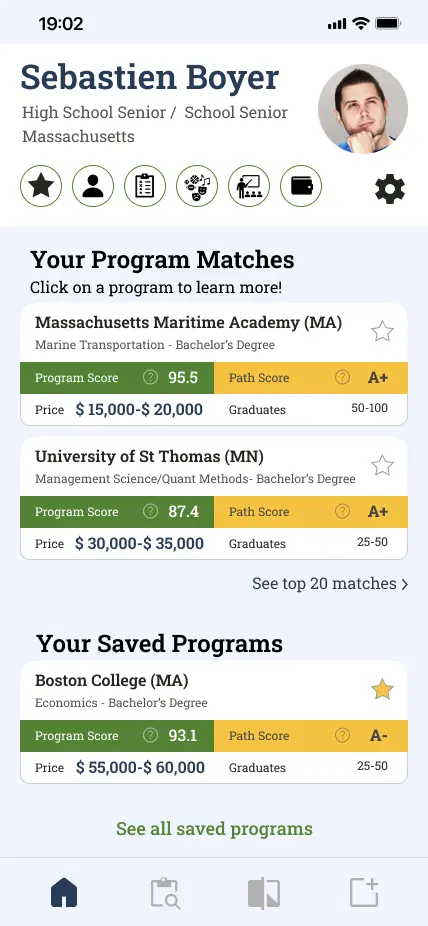 19:02
Sebastien Boyer
High School Senior /  School Senior
Massachusetts
Your Program Matches
Click on a program to learn more!
Massachusetts Maritime Academy (MA)
Marine Transportation - Bachelor's Degree
Program Score ? 95.5 Path Score ? A+
Price $ 15,000-$ 20,000 Graduates 50-100
University of St Thomas (MN)
Management Science/Quant Methods- Bachelor's Degree
Program Score ? 87.4 Path Score ? A+
Price $ 30,000-$ 35,000 Graduates 25-50
See top 20 matches >
Your Saved Programs
Boston College (MA)
Economics - Bachelor's Degree
Program Score ? 93.1 Path Score ? A-
Price $ 55,000-$ 60,000 Graduates 25-50
See all saved programs